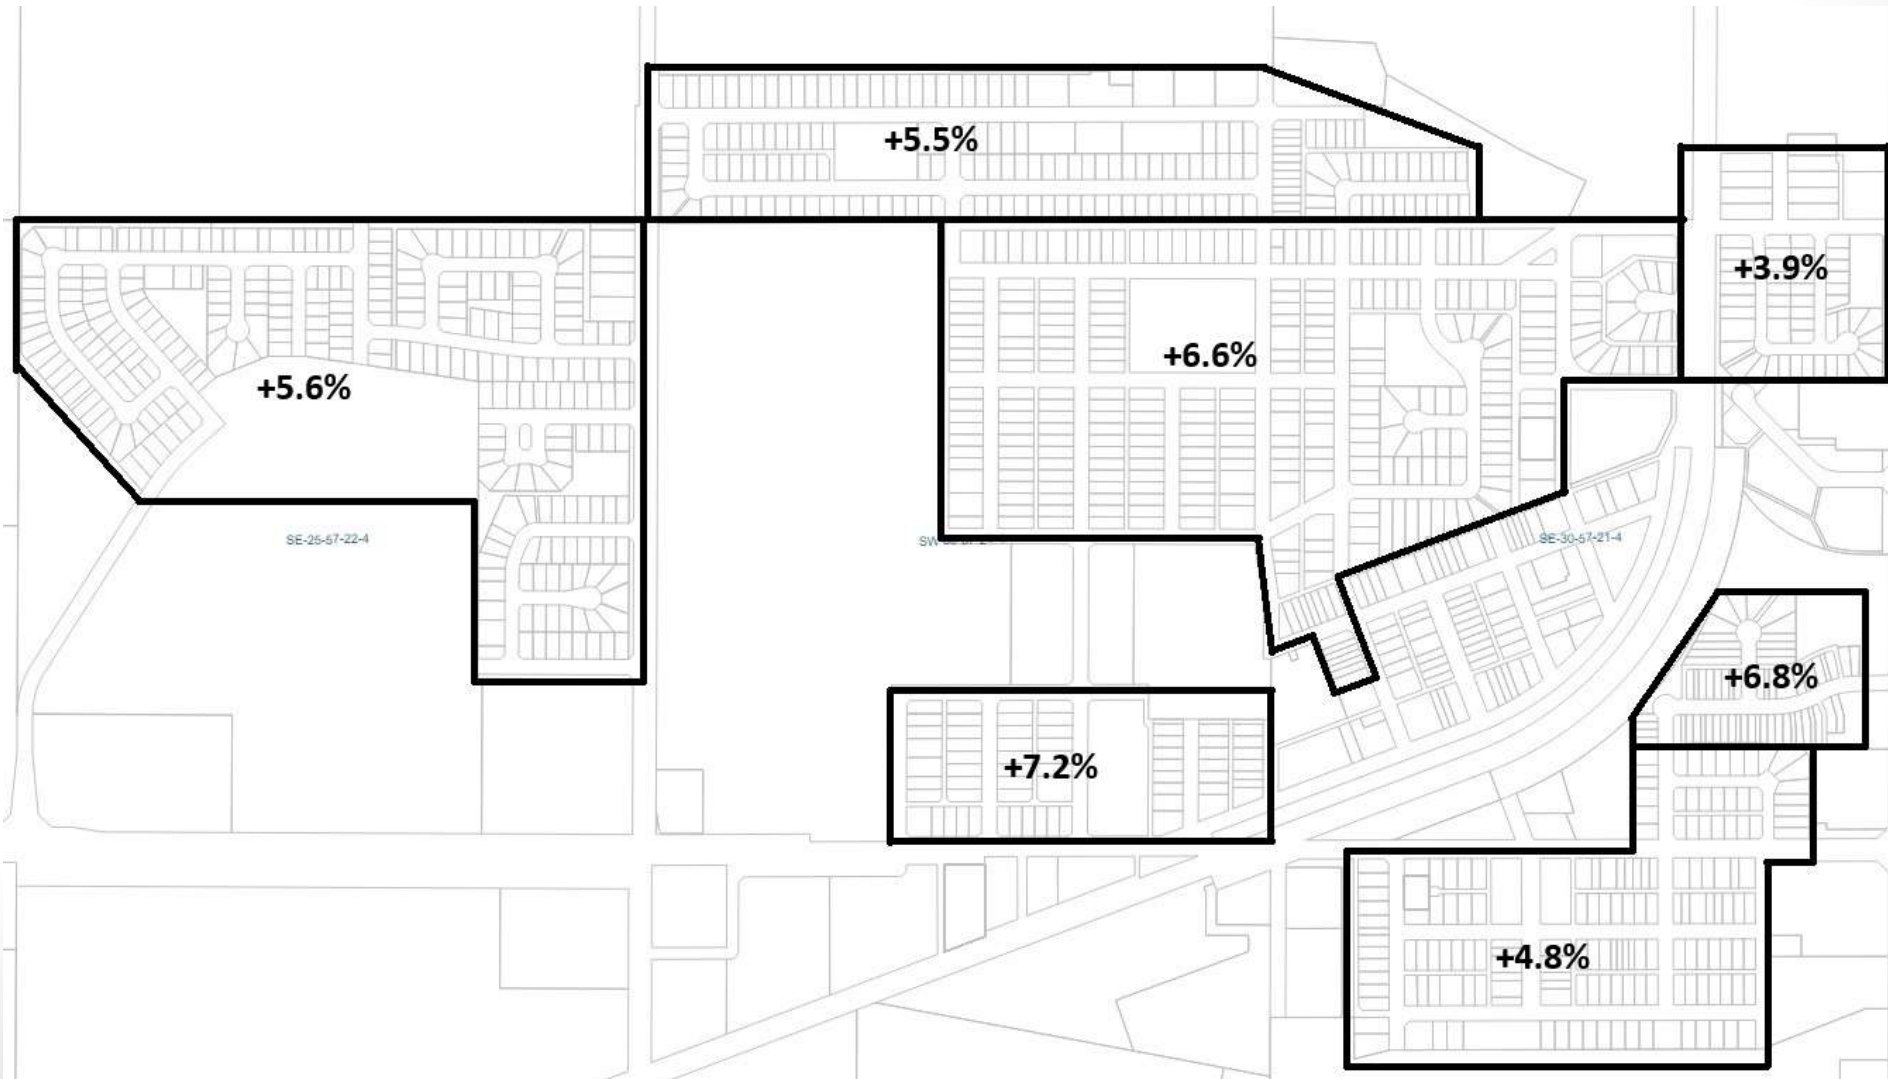 +5.5%
+3.9%
+6.6%
+5.6%
SE-25-57-22-4
SW
SE-30-57-21-4
+6.8%
+7.2%
+4.8%